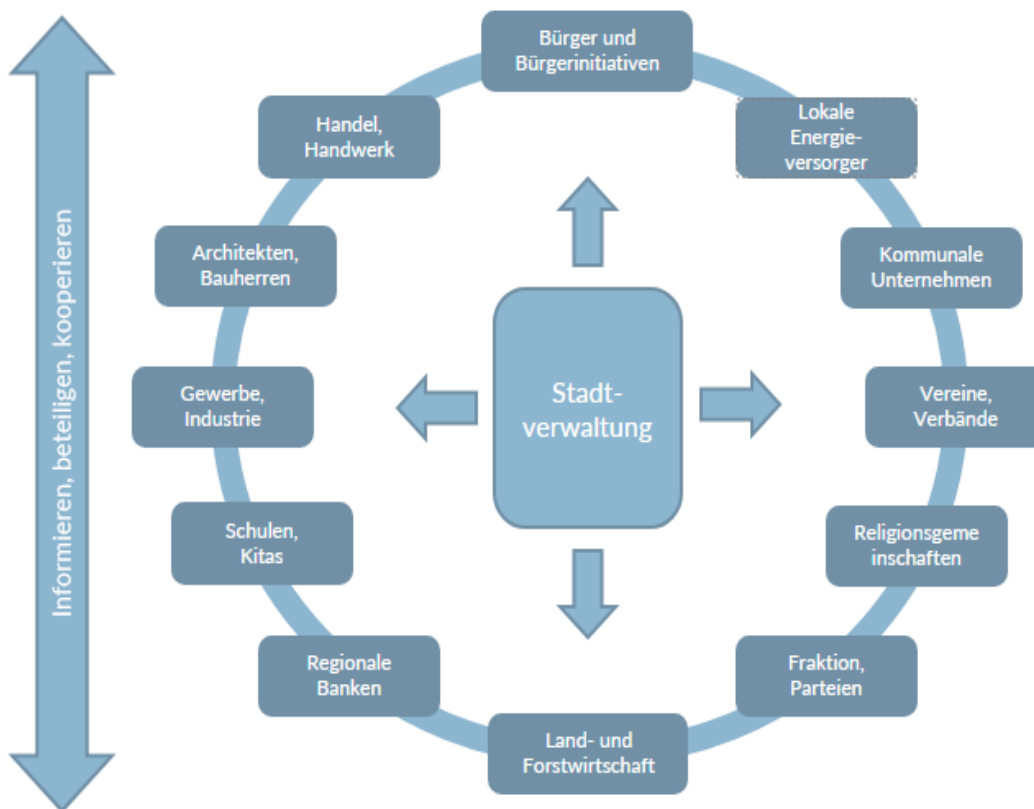 Informieren, beteiligen, kooperieren
Bürger und
Bürgerinitiativen
Lokale
Energie-
versorger
Kommunale
Unternehmen
Vereine,
Verbände
Religionsgeme
inschaften
Fraktion,
Parteien
Land- und
Forstwirtschaft
Regionale
Banken
Schulen,
Kitas
Gewerbe,
Industrie
Architekten,
Bauherren
Handel,
Handwerk
Stadt-
verwaltung